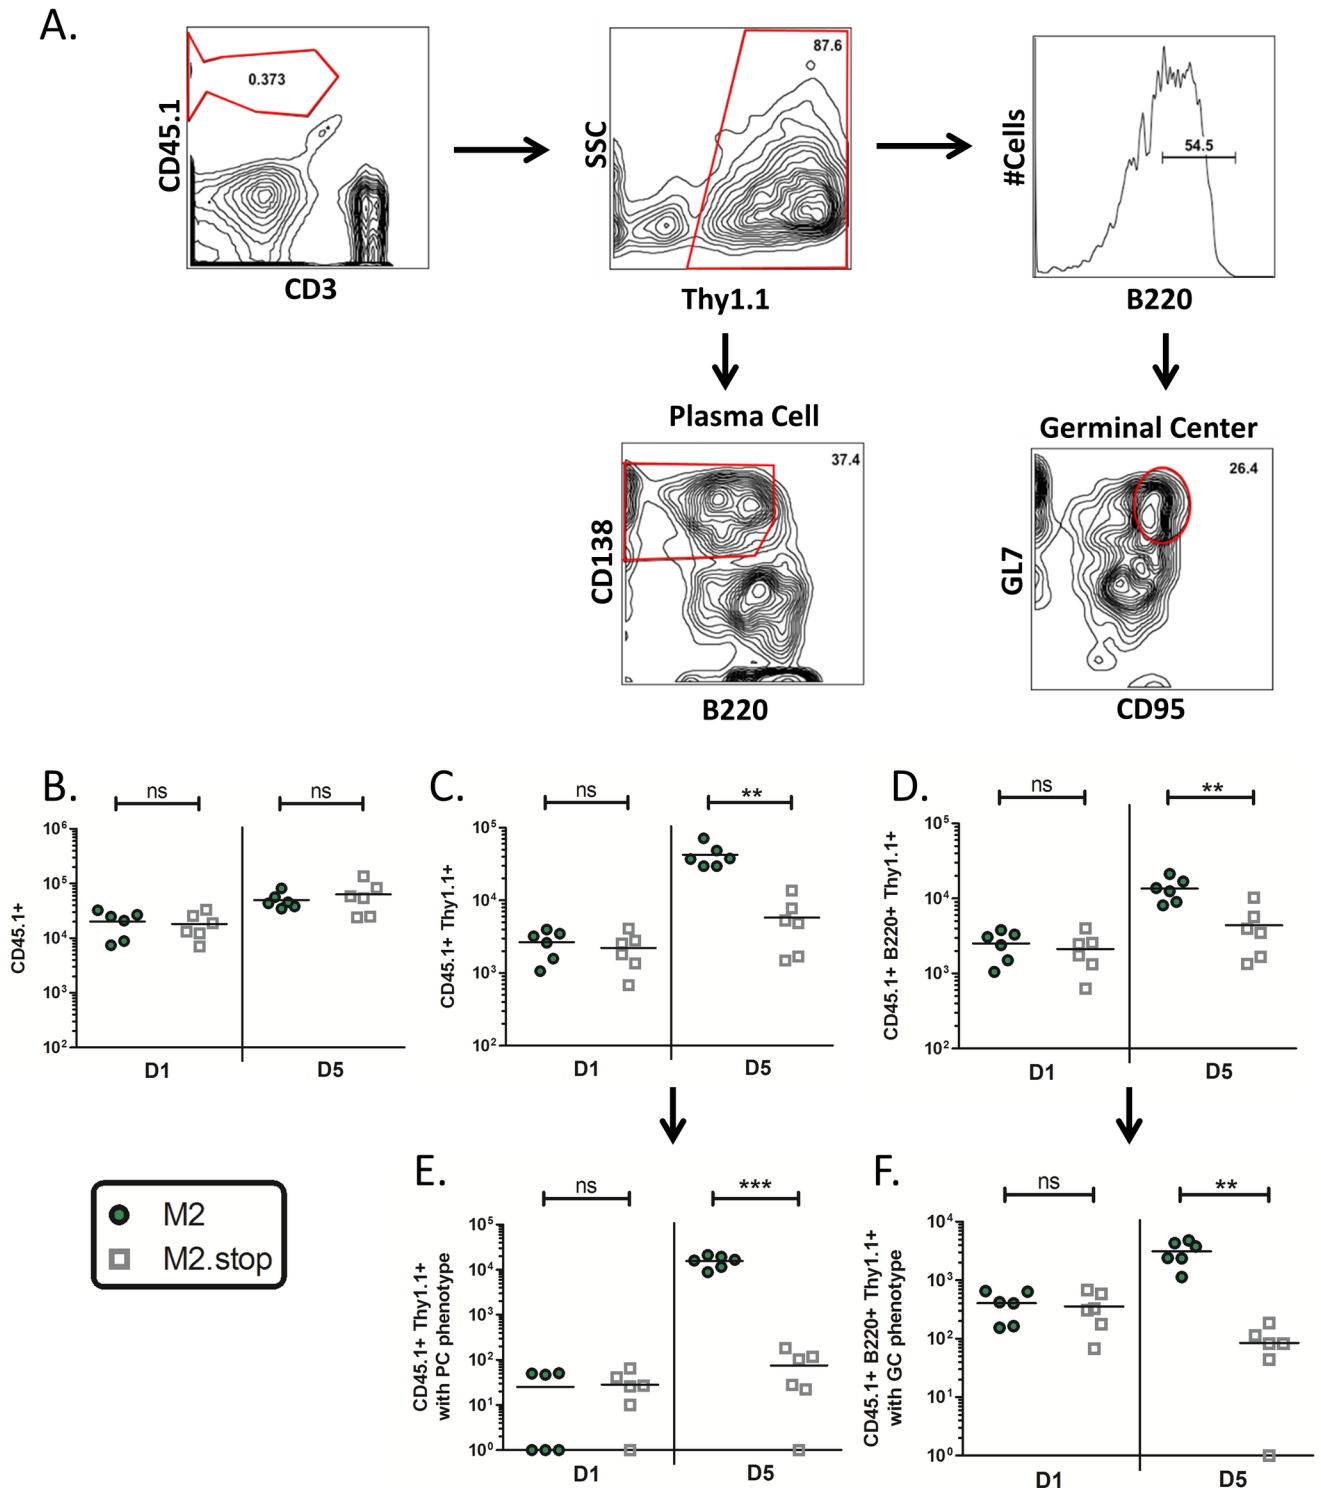 A.
0.373
CD45.1
CD3
87.6
SSC
Thy1.1
54.5
#Cells
B220
Plasma Cell
37.4
CD138
B220
Germinal Center
26.4
GL7
CD95
B.
ns
ns
CD45.1+
10⁶
10⁵
10⁴
10³
10²
D1
D5
C.
ns
**
CD45.1+ Thy1.1+
10⁵
10⁴
10³
10²
D1
D5
D.
ns
**
CD45.1+ B220+ Thy1.1+
10⁵
10⁴
10³
10²
D1
D5
M2
M2.stop
E.
ns
***
CD45.1+ Thy1.1+
with PC phenotype
10⁵
10⁴
10³
10²
10¹
10⁰
D1
D5
F.
ns
**
CD45.1+ B220+ Thy1.1+
with GC phenotype
10⁴
10³
10²
10¹
10⁰
D1
D5